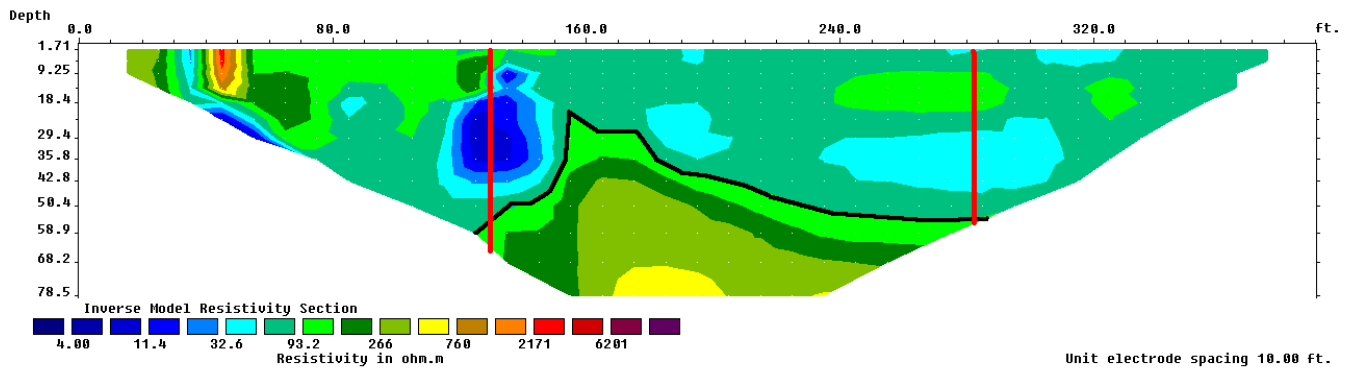 Depth
0.0 80.0 160.0 240.0 320.0 ft.
1.71
9.25
18.4
29.4
35.8
42.8
50.4
58.9
68.2
78.5
Inverse Model Resistivity Section
4.00 11.4 32.6 93.2 266 760 2171 6201
Resistivity in ohm.m
Unit electrode spacing 10.00 ft.